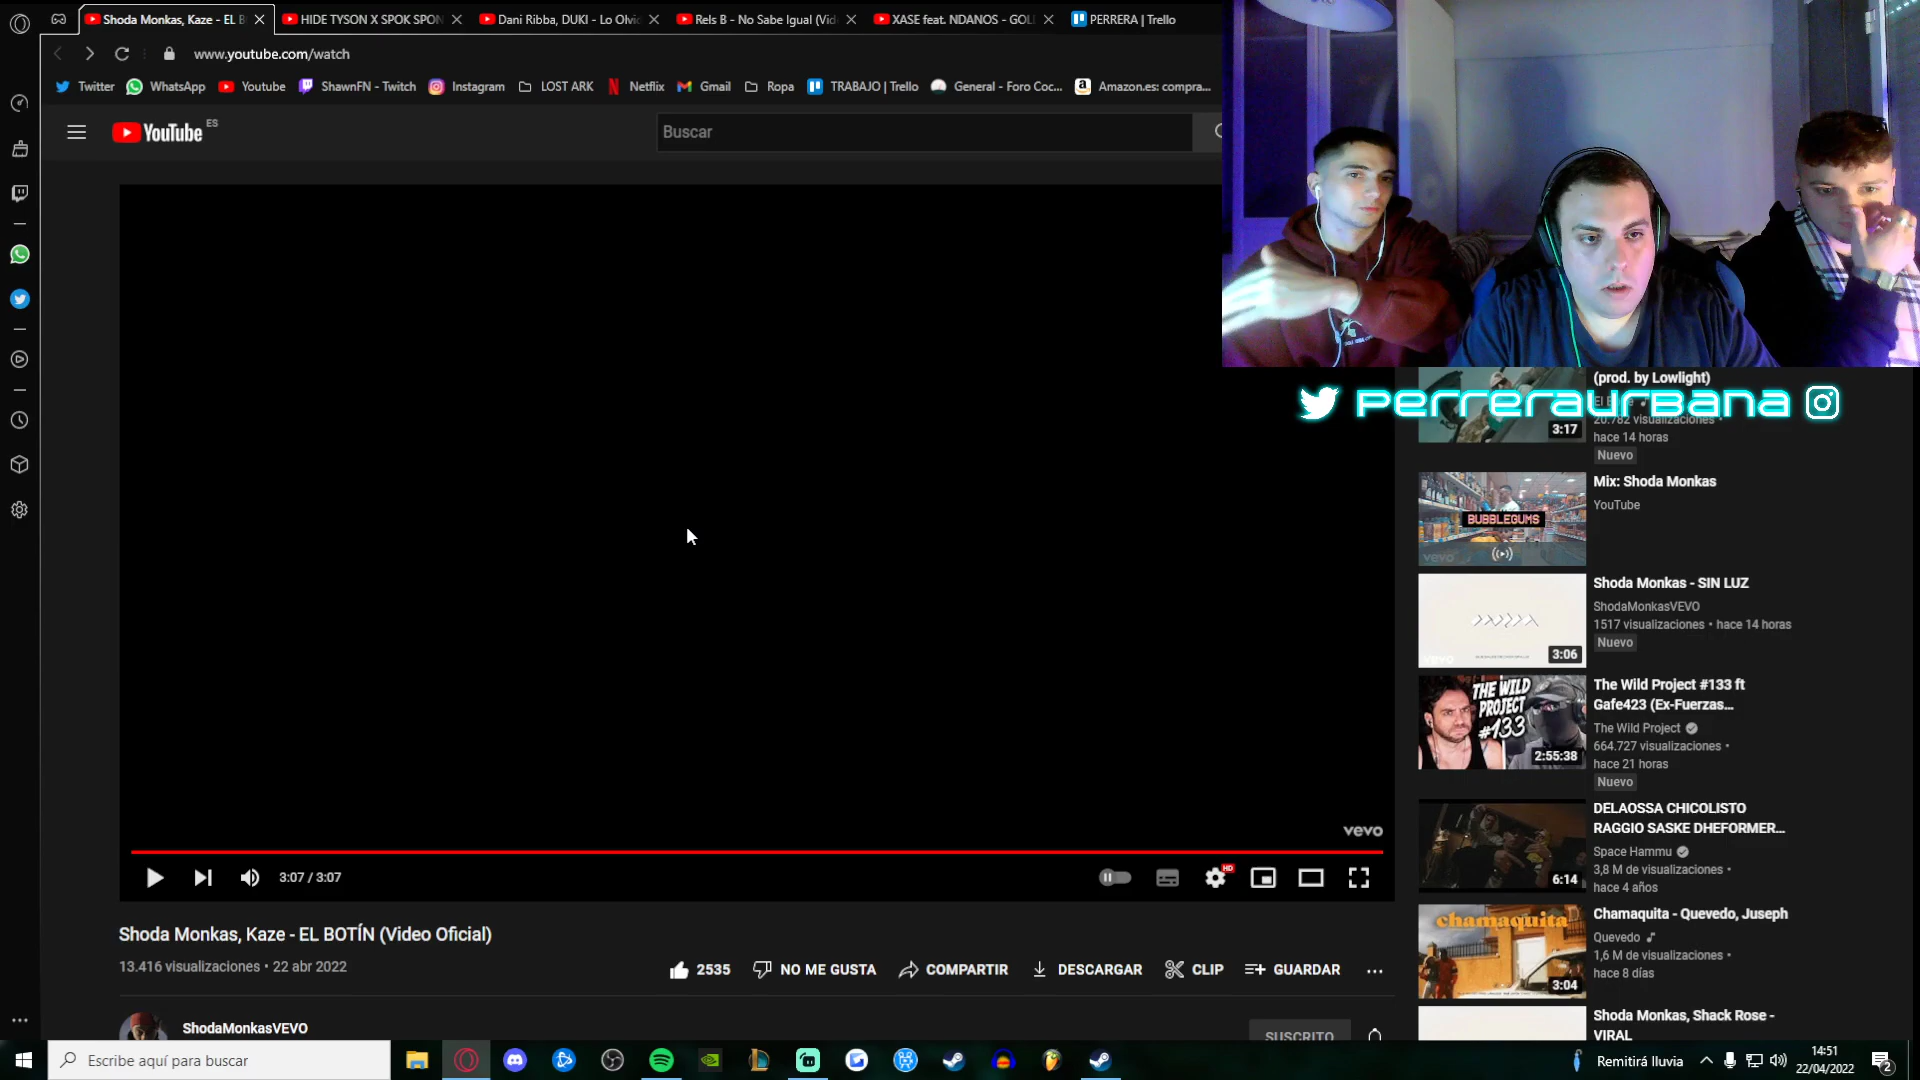 Shoda Monkas, Kaze - EL B
HIDE TYSON X SPOK SPON
Dani Ribba, DUKI - Lo Olvi
Rels B - No Sabe Igual (Vid
XASE feat. NDANOS - GOL
PERRERA | Trello
www.youtube.com/watch
Twitter
WhatsApp
Youtube
ShawnFN - Twitch
Instagram
LOST ARK
Netflix
Gmail
Ropa
TRABAJO | Trello
General - Foro Coc...
Amazon.es: compra...
YouTube ES
Buscar
perreraurbana
(prod. by Lowlight)
20.782 visualizaciones •
hace 14 horas
Nuevo
3:17
BUBBLEGUMS
vevo
Mix: Shoda Monkas
YouTube
Shoda Monkas - SIN LUZ
ShodaMonkasVEVO
1517 visualizaciones • hace 14 horas
Nuevo
vevo
3:06
THE WILD
PROJECT
#133
2:55:38
The Wild Project #133 ft
Gafe423 (Ex-Fuerzas...
The Wild Project
664.727 visualizaciones •
hace 21 horas
Nuevo
6:14
DELAOSSA CHICOLISTO
RAGGIO SASKE DHEFORMER...
Space Hammu
3,8 M de visualizaciones •
hace 4 años
chamaquita
3:04
Chamaquita - Quevedo, Juseph
Quevedo
1,6 M de visualizaciones •
hace 8 días
Shoda Monkas, Shack Rose -
VIRAL
vevo
3:07 / 3:07
HD
Shoda Monkas, Kaze - EL BOTÍN (Video Oficial)
13.416 visualizaciones • 22 abr 2022
2535
NO ME GUSTA
COMPARTIR
DESCARGAR
CLIP
GUARDAR
ShodaMonkasVEVO
SUSCRITO
Escribe aquí para buscar
Remitirá lluvia
14:51
22/04/2022
2